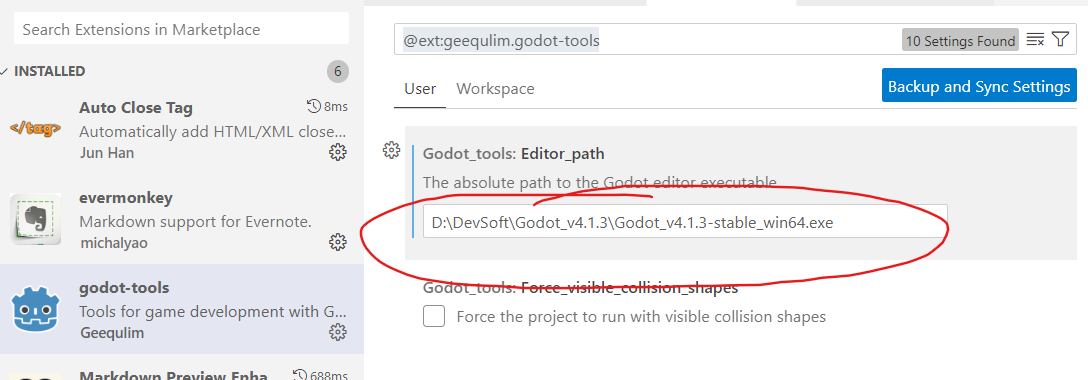 Search Extensions in Marketplace
INSTALLED
6
Auto Close Tag
8ms
Automatically add HTML/XML close...
Jun Han
evermonkey
Markdown support for Evernote.
michalyao
godot-tools
Tools for game development with G...
Geequlim
Markdown Preview Enha
688ms
@ext:geequlim.godot-tools
10 Settings Found
User
Workspace
Backup and Sync Settings
Godot_tools: Editor_path
The absolute path to the Godot editor executable
D:\DevSoft\Godot_v4.1.3\Godot_v4.1.3-stable_win64.exe
Godot_tools: Force_visible_collision_shapes
Force the project to run with visible collision shapes